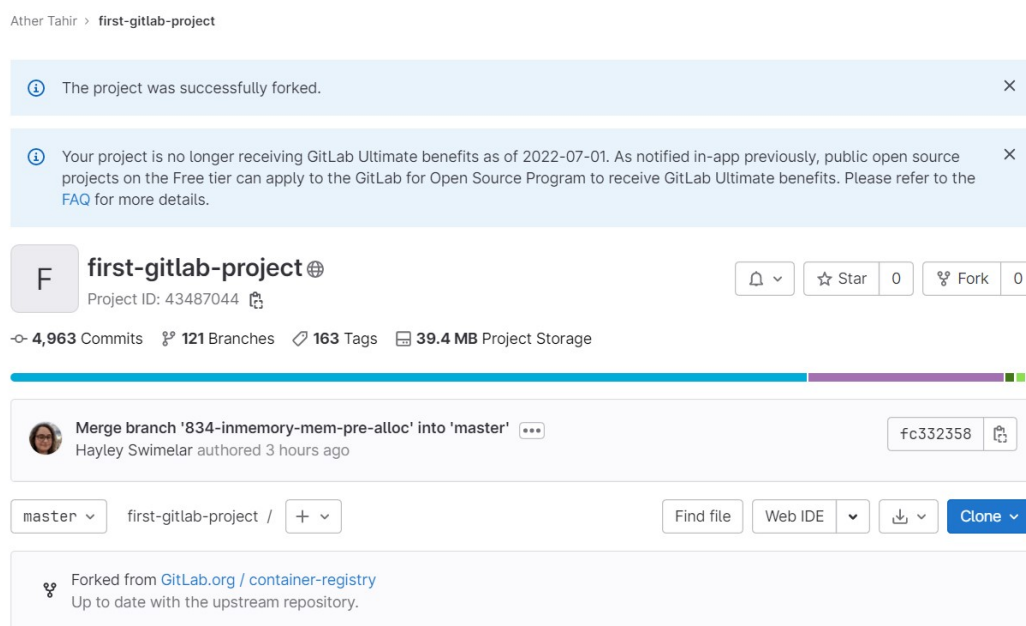 Ather Tahir > first-gitlab-project
The project was successfully forked.
Your project is no longer receiving GitLab Ultimate benefits as of 2022-07-01. As notified in-app previously, public open source
projects on the Free tier can apply to the GitLab for Open Source Program to receive GitLab Ultimate benefits. Please refer to the
FAQ for more details.
F
first-gitlab-project
Project ID: 43487044
Star 0
Fork 0
4,963 Commits 121 Branches 163 Tags 39.4 MB Project Storage
Merge branch '834-inmemory-mem-pre-alloc' into 'master'
Hayley Swimelar authored 3 hours ago
fc332358
master first-gitlab-project / + Find file Web IDE Clone
Forked from GitLab.org / container-registry
Up to date with the upstream repository.